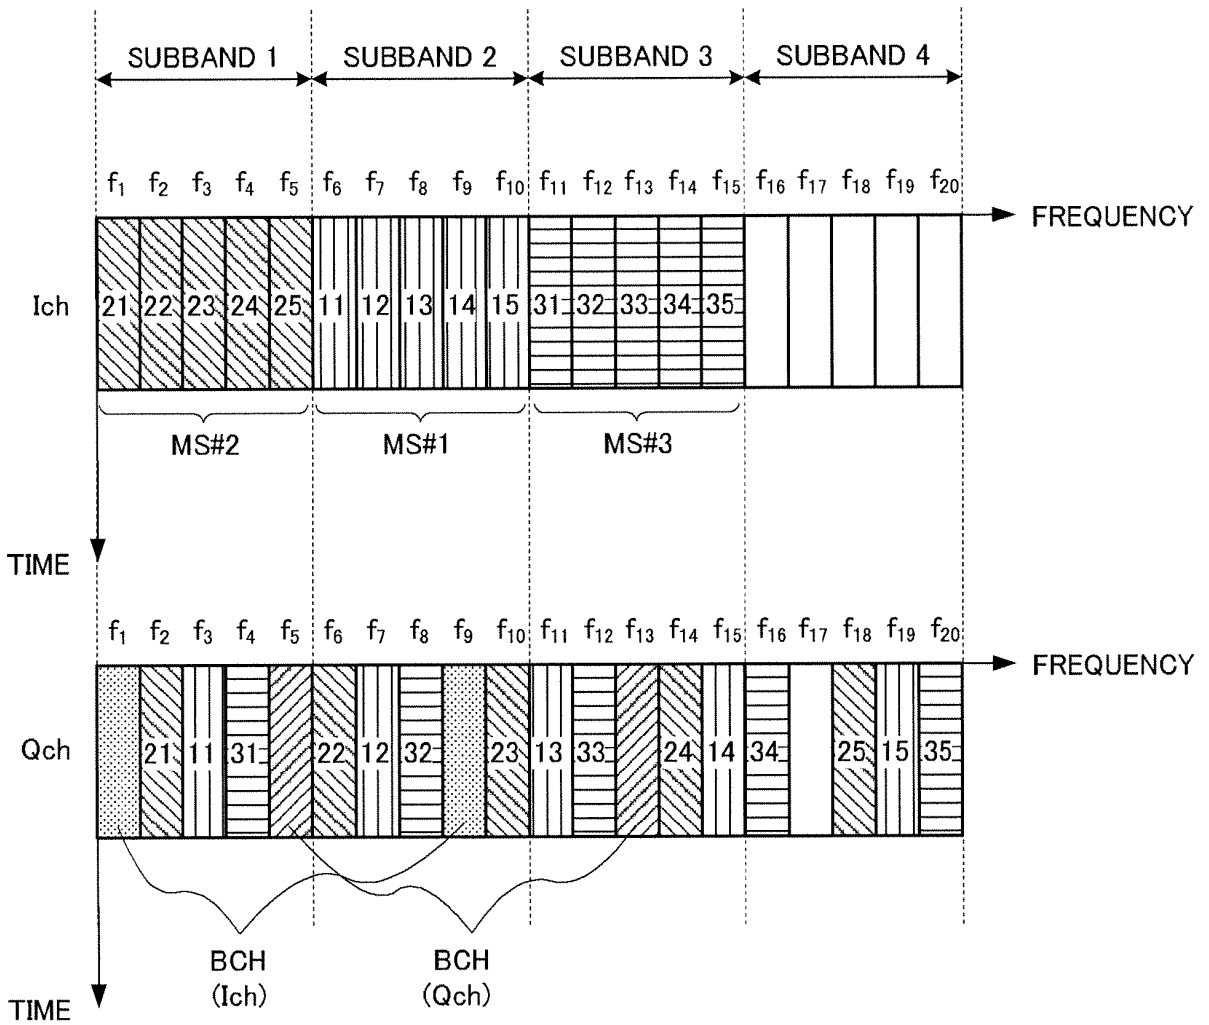 SUBBAND 1 SUBBAND 2 SUBBAND 3 SUBBAND 4
f1 f2 f3 f4 f5 f6 f7 f8 f9 f10 f11 f12 f13 f14 f15 f16 f17 f18 f19 f20
FREQUENCY
Ich 21 22 23 24 25 11 12 13 14 15 31 32 33 34 35
MS#2 MS#1 MS#3
TIME
f1 f2 f3 f4 f5 f6 f7 f8 f9 f10 f11 f12 f13 f14 f15 f16 f17 f18 f19 f20
FREQUENCY
Qch 21 11 31 22 12 32 23 13 33 24 14 34 25 15 35
BCH BCH
(Ich) (Qch)
TIME